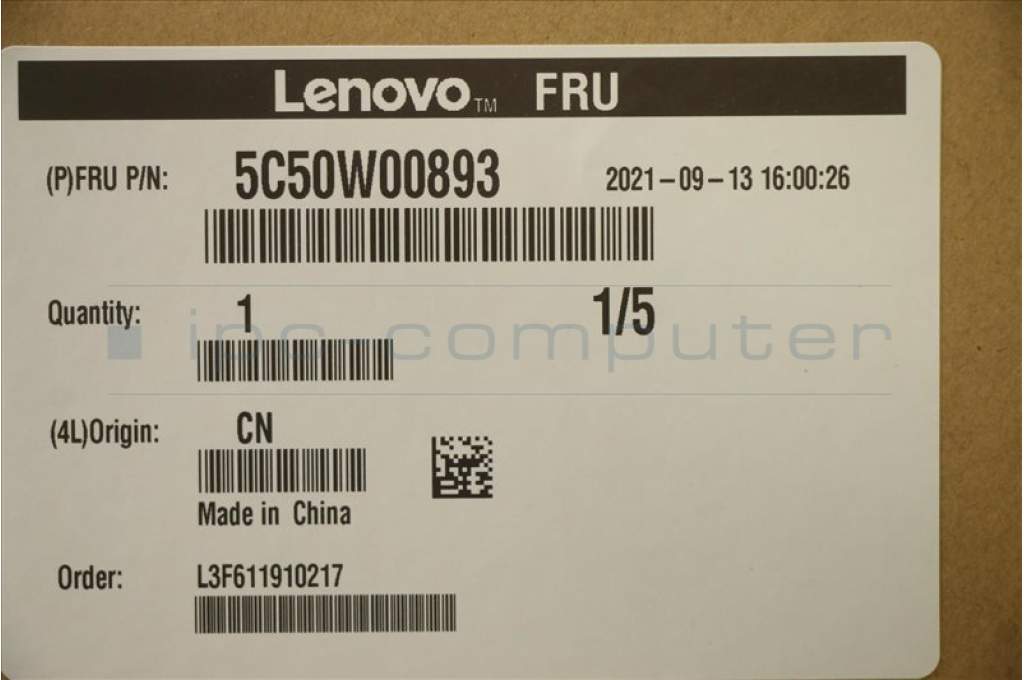 Lenovo™ FRU
(P)FRU P/N: 5C50W00893 2021-09-13 16:00:26
Quantity: 1 1/5
ipc-computer
(4L)Origin: CN
Made in China
Order: L3F611910217